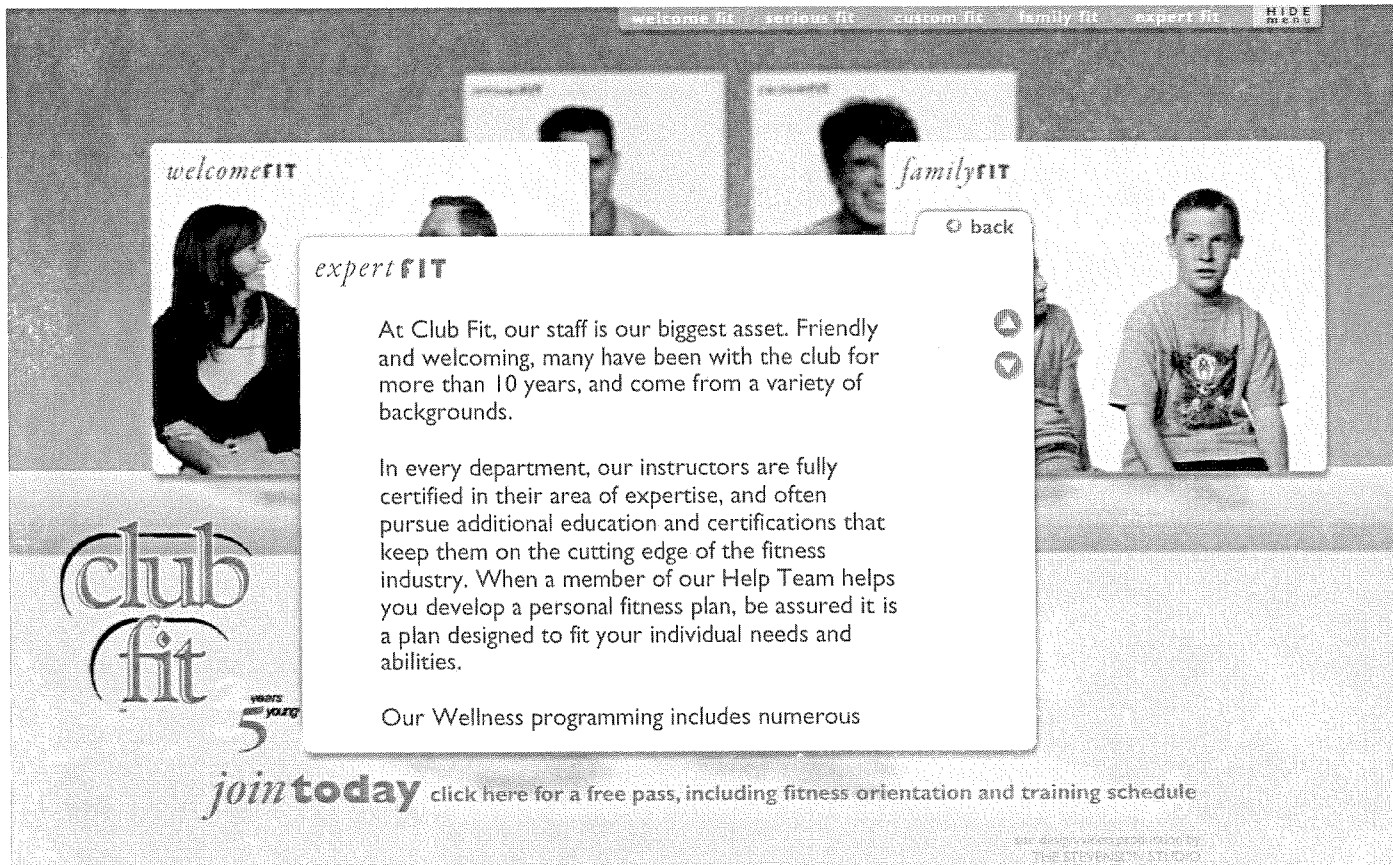 welcome fit serious fit custom fit family fit expert fit HIDE menu
welcomeFIT
familyFIT
back
expertFIT
At Club Fit, our staff is our biggest asset. Friendly
and welcoming, many have been with the club for
more than 10 years, and come from a variety of
backgrounds.
In every department, our instructors are fully
certified in their area of expertise, and often
pursue additional education and certifications that
keep them on the cutting edge of the fitness
industry. When a member of our Help Team helps
you develop a personal fitness plan, be assured it is
a plan designed to fit your individual needs and
abilities.
Our Wellness programming includes numerous
club
fit
years
5 young
jointoday click here for a free pass, including fitness orientation and training schedule
THE STEVENSON STUDIO